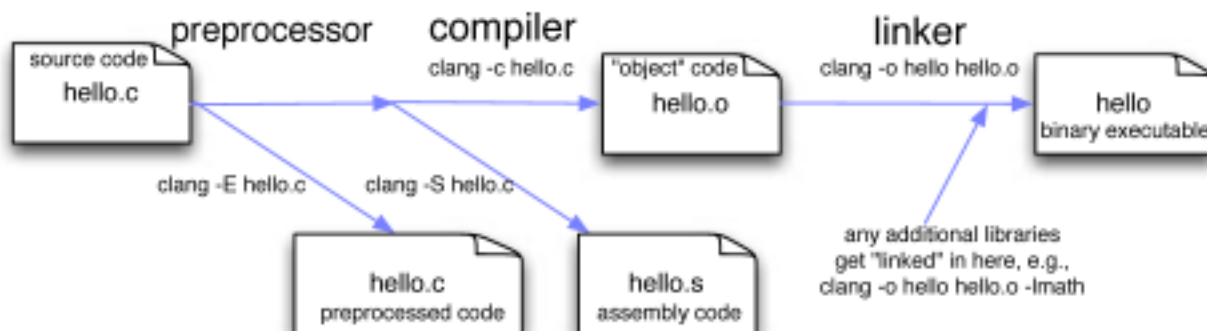 preprocessor
compiler
linker
source code
hello.c
clang -c hello.c
"object" code
hello.o
clang -o hello hello.o
hello
binary executable
clang -E hello.c
clang -S hello.c
hello.c
preprocessed code
hello.s
assembly code
any additional libraries
get "linked" in here, e.g.,
clang -o hello hello.o -lmath